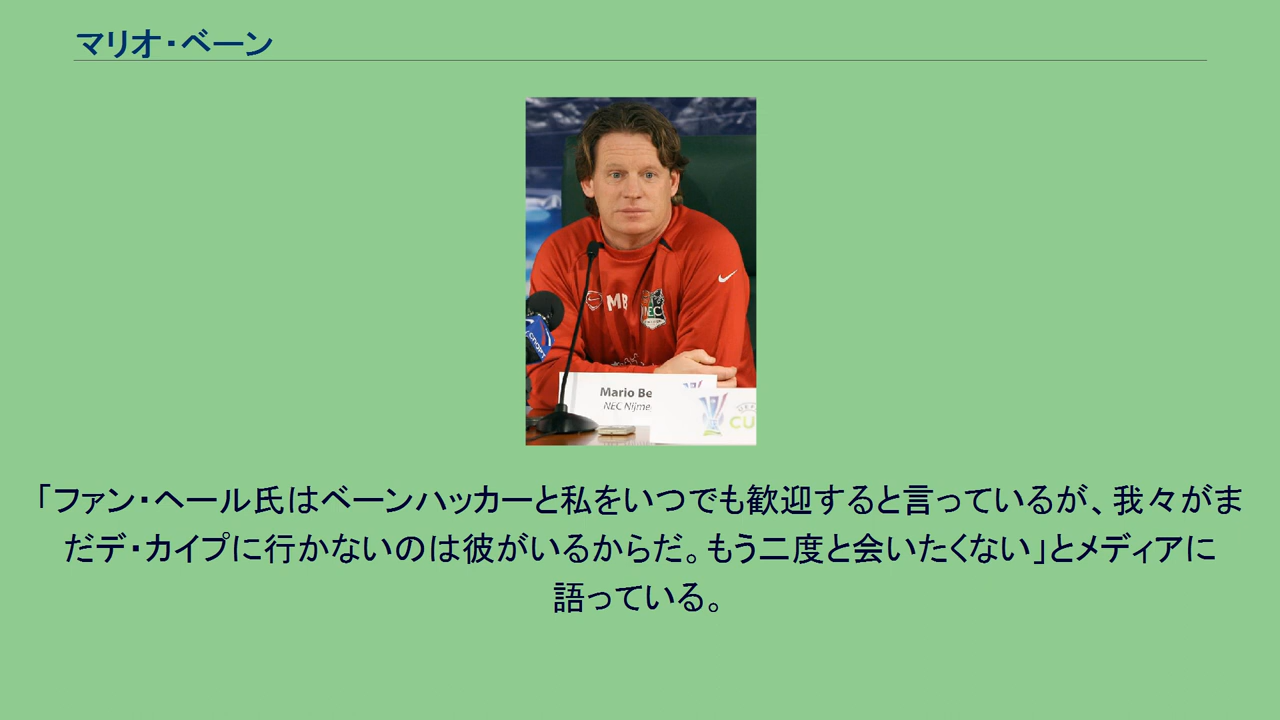 マリオ・ベーン
MB
NEC
Mario Be
NEC Nijme
CU
「ファン・ヘール氏はベーンハッカーと私をいつでも歓迎すると言っているが、我々がま
だデ・カイプに行かないのは彼がいるからだ。もう二度と会いたくない」とメディアに
語っている。